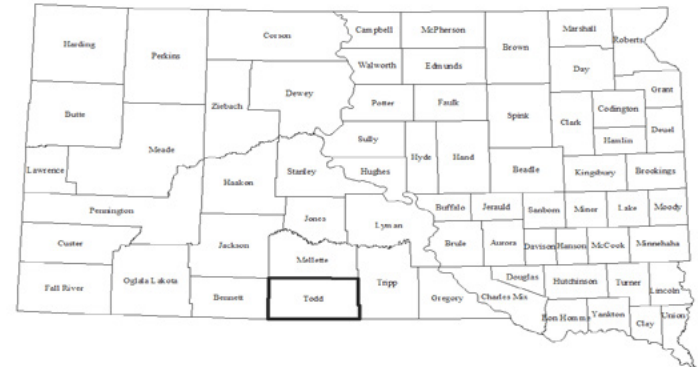 Harding
Perkins
Corson
Campbell
McPherson
Brown
Marshall
Roberts
Walworth
Edmunds
Day
Dewey
Ziebach
Potter
Faulk
Grant
Butte
Spink
Clark
Codington
Deuel
Hamlin
Meade
Sully
Hyde
Hand
Lawrence
Haakon
Stanley
Hughes
Beadle
Kingsbury
Brookings
Pennington
Jones
Lyman
Buffalo
Jerauld
Sanborn
Miner
Lake
Moody
Custer
Jackson
Brule
Aurora
Davison
Hanson
McCook
Minnehaha
Mellette
Fall River
Oglala Lakota
Bennett
Todd
Tripp
Gregory
Charles Mix
Douglas
Hutchinson
Turner
Lincoln
Bon Homme
Yankton
Clay
Union